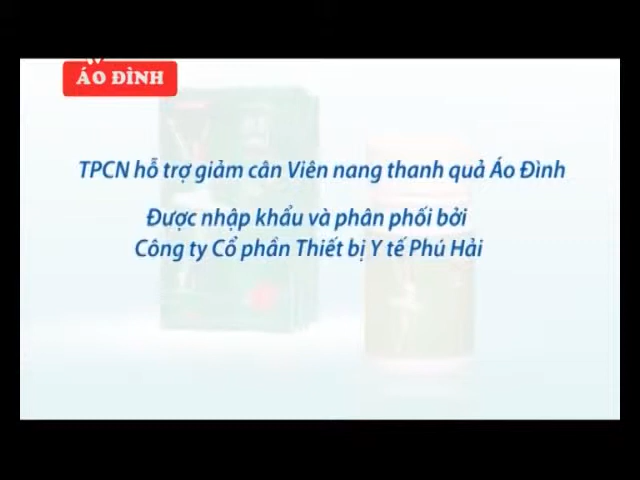 ÁO ĐÌNH
TPCN hỗ trợ giảm cân Viên nang thanh quả Áo Đình
Được nhập khẩu và phân phối bởi
Công ty Cổ phần Thiết bị Y tế Phú Hải